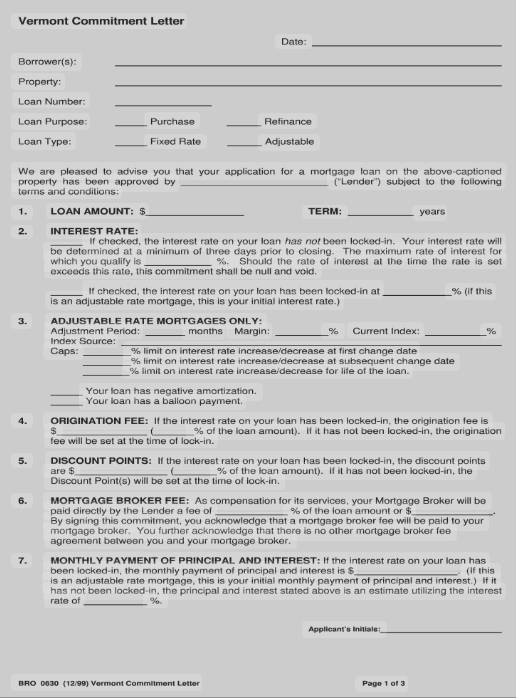 Vermont Commitment Letter
Date: ____________
Borrower(s): ____________
Property: ____________
Loan Number: ____________
Loan Purpose: _____ Purchase _____ Refinance
Loan Type: _____ Fixed Rate _____ Adjustable
We are pleased to advise you that your application for a mortgage loan on the above-captioned
property has been approved by ____________ ("Lender") subject to the following
terms and conditions:
1. LOAN AMOUNT: $____________ TERM: ____________ years
2. INTEREST RATE:
_____ If checked, the interest rate on your loan has not been locked-in. Your interest rate will
be determined at a minimum of three days prior to closing. The maximum rate of interest for
which you qualify is ____________ %. Should the rate of interest at the time the rate is set
exceeds this rate, this commitment shall be null and void.
_____ If checked, the interest rate on your loan has been locked-in at ____________% (if this
is an adjustable rate mortgage, this is your initial interest rate.)
3. ADJUSTABLE RATE MORTGAGES ONLY:
Adjustment Period: _______ months Margin: _________% Current Index: _________%
Index Source: ____________
Caps: ________% limit on interest rate increase/decrease at first change date
________% limit on interest rate increase/decrease at subsequent change date
________% limit on interest rate increase/decrease for life of the loan.
_____ Your loan has negative amortization.
_____ Your loan has a balloon payment.
4. ORIGINATION FEE: If the interest rate on your loan has been locked-in, the origination fee is
$____________ (_______% of the loan amount). If it has not been locked-in, the origination
fee will be set at the time of lock-in.
5. DISCOUNT POINTS: If the interest rate on your loan has been locked-in, the discount points
are $____________ (_______% of the loan amount). If it has not been locked-in, the
Discount Point(s) will be set at the time of lock-in.
6. MORTGAGE BROKER FEE: As compensation for its services, your Mortgage Broker will be
paid directly by the Lender a fee of ____________ % of the loan amount or $____________.
By signing this commitment, you acknowledge that a mortgage broker fee will be paid to your
mortgage broker. You further acknowledge that there is no other mortgage broker fee
agreement between you and your mortgage broker.
7. MONTHLY PAYMENT OF PRINCIPAL AND INTEREST: If the interest rate on your loan has
been locked-in, the monthly payment of principal and interest is $____________. (If this
is an adjustable rate mortgage, this is your initial monthly payment of principal and interest.) If it
has not been locked-in, the principal and interest stated above is an estimate utilizing the interest
rate of ____________ %.
Applicant's Initials:____________
BRO 0630 (12/99) Vermont Commitment Letter Page 1 of 3